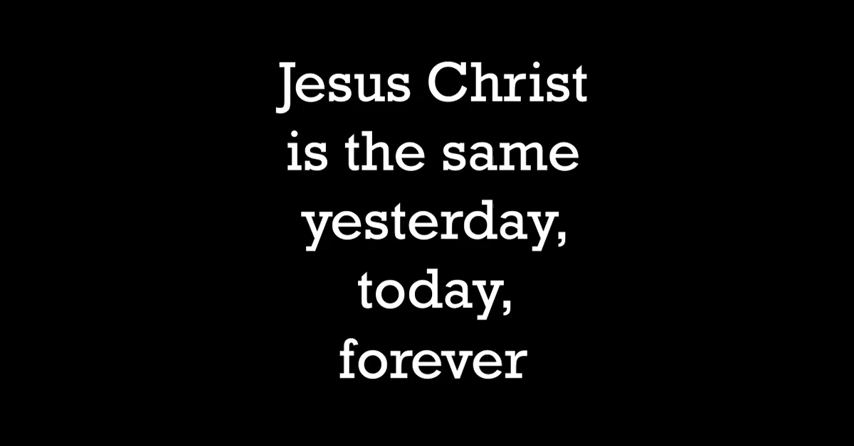 Jesus Christ
is the same
yesterday,
today,
forever